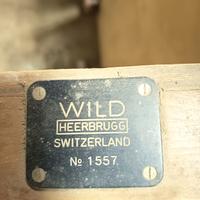 WILD
HEERBRUGG
SWITZERLAND
No 1557